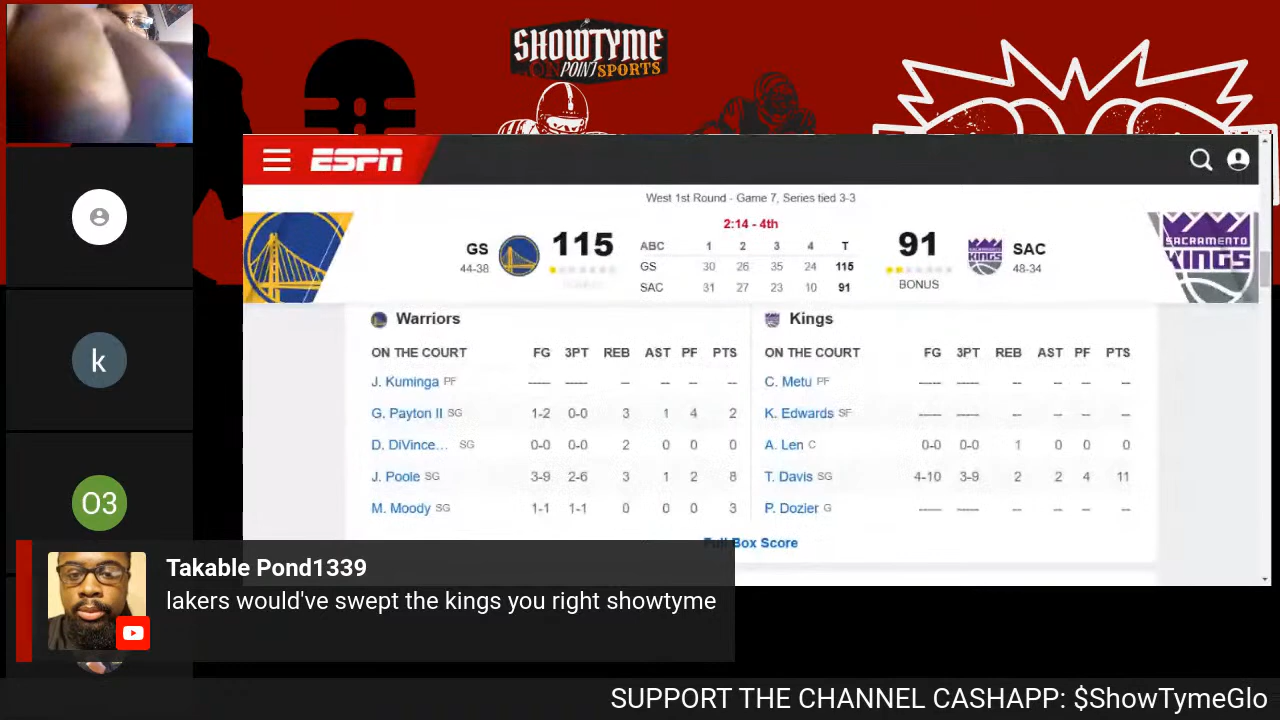 SHOWTYME
ON POINT SPORTS
ESPN
West 1st Round - Game 7, Series tied 3-3
2:14 - 4th
GS 115 ABC 1 2 3 4 T 91 SAC
44-38 GS 30 26 35 24 115 48-34
SAC 31 27 23 10 91 BONUS
SACRAMENTO
KINGS
Warriors Kings
ON THE COURT FG 3PT REB AST PF PTS ON THE COURT FG 3PT REB AST PF PTS
J. Kuminga PF ----- ----- -- -- -- -- C. Metu PF ----- ----- -- -- -- --
G. Payton II SG 1-2 0-0 3 1 4 2 K. Edwards SF ----- ----- -- -- -- --
D. DiVince... SG 0-0 0-0 2 0 0 0 A. Len C 0-0 0-0 1 0 0 0
J. Poole SG 3-9 2-6 3 1 2 8 T. Davis SG 4-10 3-9 2 2 4 11
M. Moody SG 1-1 1-1 0 0 0 3 P. Dozier G ----- ----- -- -- -- --
Full Box Score
k
O3
Takable Pond1339
lakers would've swept the kings you right showtyme
SUPPORT THE CHANNEL CASHAPP: $ShowTymeGlo